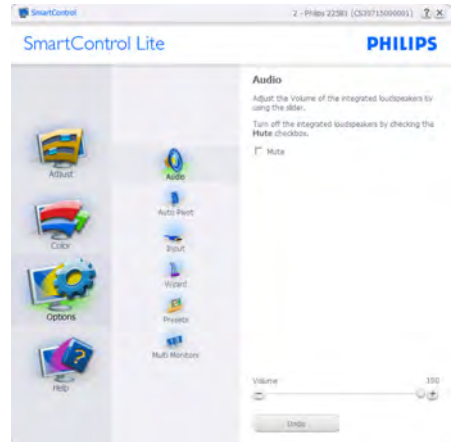 SmartControl
2 - Philips 225B1 (CS39715000001)
? X
SmartControl Lite
PHILIPS
Audio
Adjust the Volume of the integrated loudspeakers by
using the slider.
Turn off the integrated loudspeakers by checking the
Mute checkbox.
Mute
Adjust
Color
Options
Help
Audio
Auto Pivot
Input
Wizard
Presets
Multi Monitors
Volume
100
Undo